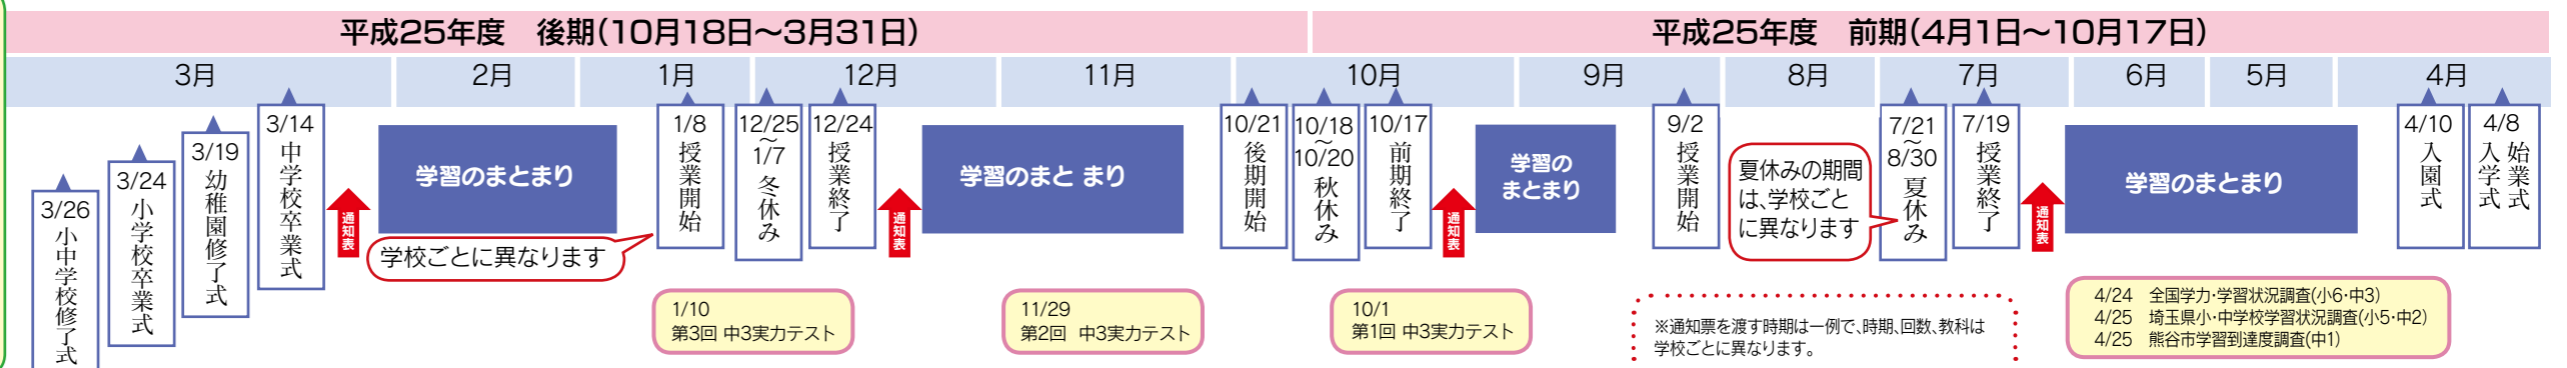 平成25年度　後期（10月18日～3月31日）
平成25年度　前期（4月1日～10月17日）
3月
2月
1月
12月
11月
10月
9月
8月
7月
6月
5月
4月
3/26
小中学校修了式
3/24
小学校卒業式
3/19
幼稚園修了式
3/14
中学校卒業式
通知表
学習のまとまり
学校ごとに異なります
1/8
授業開始
12/25
～
1/7
冬休み
12/24
授業終了
通知表
学習のまと まり
10/21
後期開始
10/18
～
10/20
秋休み
10/17
前期終了
通知表
学習の
まとまり
9/2
授業開始
夏休みの期間
は、学校ごと
に異なります
7/21
～
8/30
夏休み
7/19
授業終了
通知表
学習のまとまり
4/10
入園式
4/8
始業式
入学式
1/10
第3回 中3実力テスト
11/29
第2回 中3実力テスト
10/1
第1回 中3実力テスト
※通知票を渡す時期は一例で、時期、回数、教科は
学校ごとに異なります。
4/24　全国学力・学習状況調査(小6・中3)
4/25　埼玉県小・中学校学習状況調査(小5・中2)
4/25　熊谷市学習到達度調査(中1)